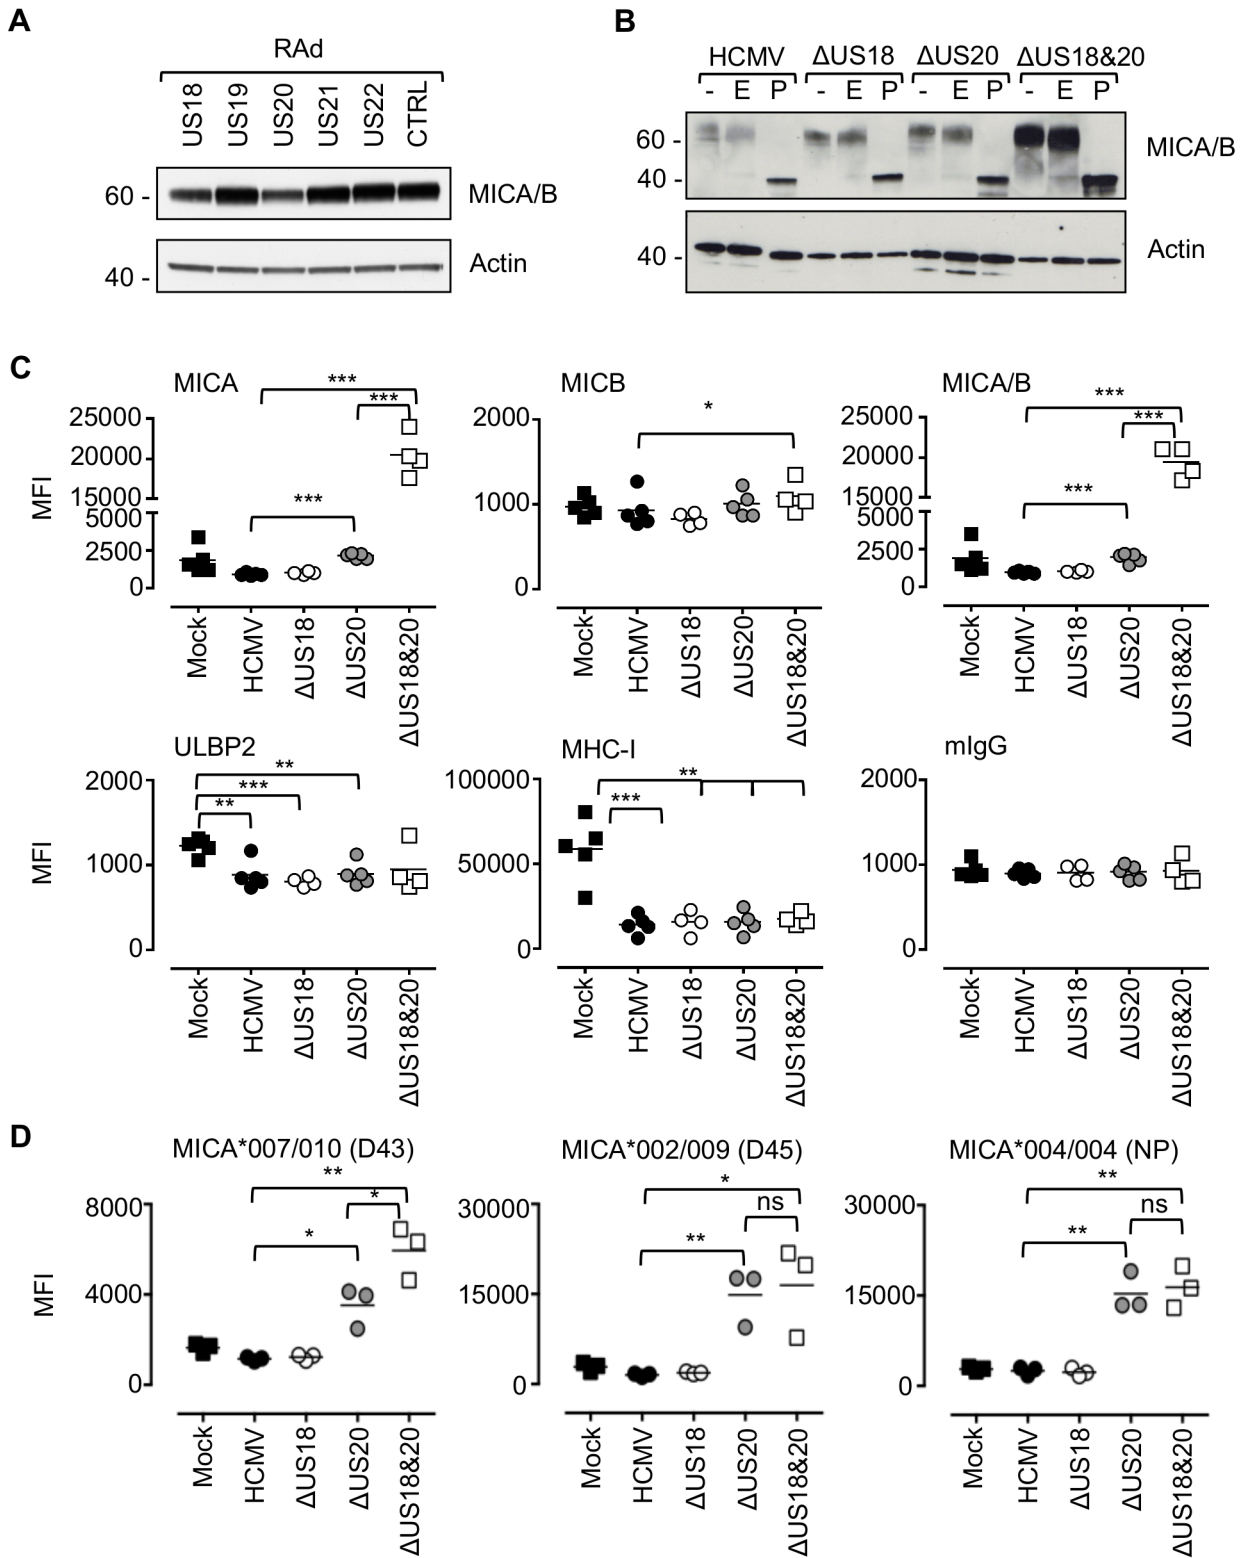 A
RAd
US18 US19 US20 US21 US22 CTRL
60 - MICA/B
40 - Actin
B
HCMV ΔUS18 ΔUS20 ΔUS18&20
- E P - E P - E P - E P
60 -
40 - MICA/B
40 - Actin
C
MICA
***
***
***
MFI
25000
20000
15000
5000
2500
0
Mock HCMV ΔUS18 ΔUS20 ΔUS18&20
MICB
*
2000
1000
0
Mock HCMV ΔUS18 ΔUS20 ΔUS18&20
MICA/B
***
***
***
25000
20000
15000
5000
2500
0
Mock HCMV ΔUS18 ΔUS20 ΔUS18&20
ULBP2
**
***
**
MFI
2000
1000
0
Mock HCMV ΔUS18 ΔUS20 ΔUS18&20
MHC-I
**
***
100000
50000
0
Mock HCMV ΔUS18 ΔUS20 ΔUS18&20
mIgG
2000
1000
0
Mock HCMV ΔUS18 ΔUS20 ΔUS18&20
D
MICA*007/010 (D43)
**
*
*
MFI
8000
4000
0
Mock HCMV ΔUS18 ΔUS20 ΔUS18&20
MICA*002/009 (D45)
*
ns
**
30000
15000
0
Mock HCMV ΔUS18 ΔUS20 ΔUS18&20
MICA*004/004 (NP)
**
ns
**
30000
15000
0
Mock HCMV ΔUS18 ΔUS20 ΔUS18&20